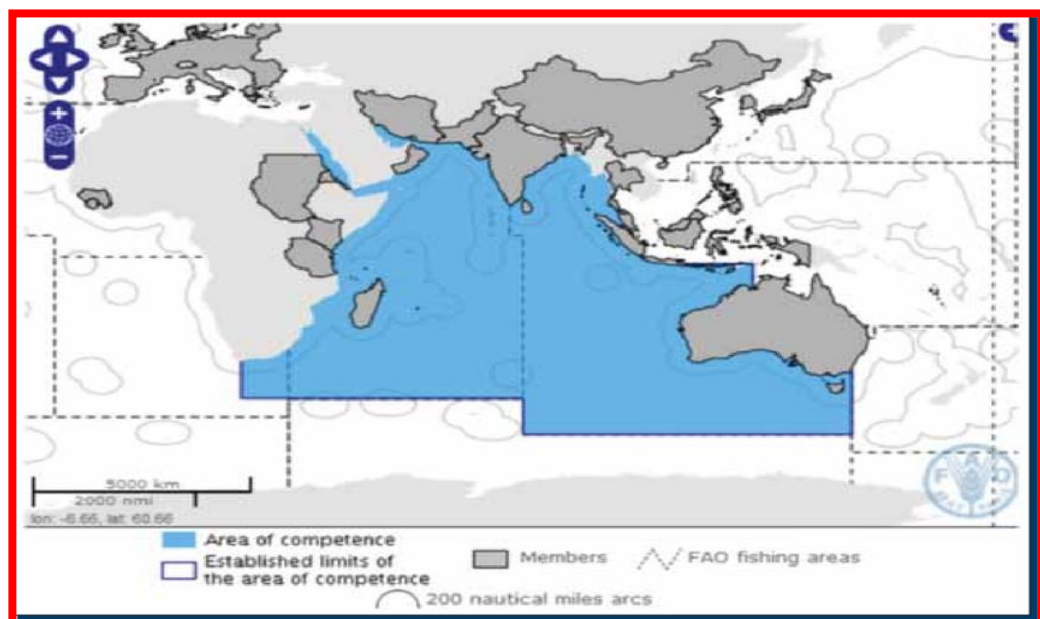 5000 km
2000 nmi
lon: -6.66, lat: 60.66
FAO
Area of competence
Established limits of
the area of competence
Members
FAO fishing areas
200 nautical miles arcs